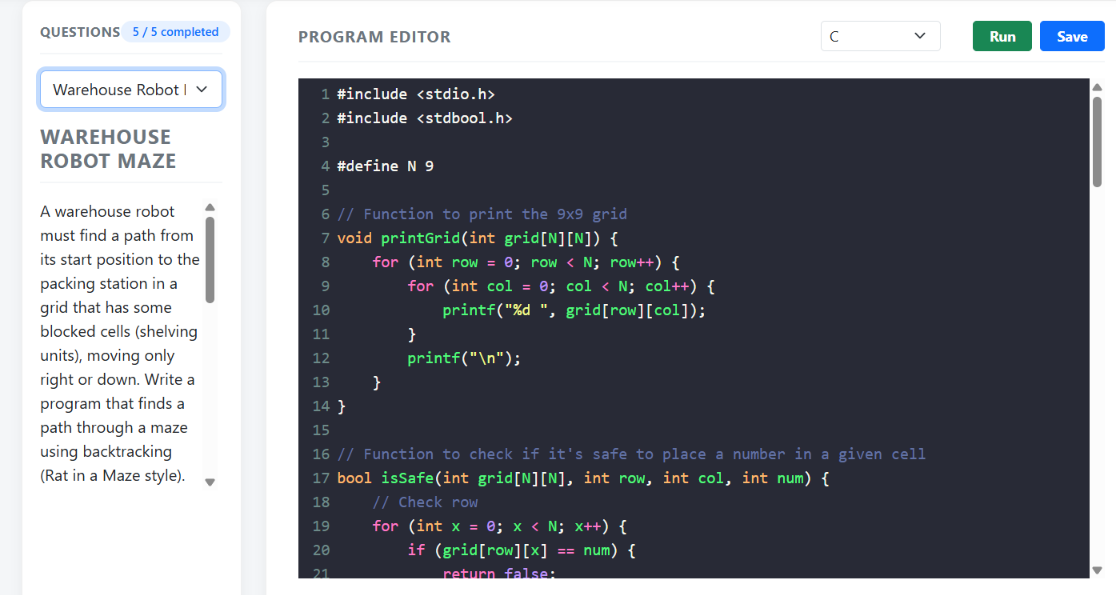 QUESTIONS 5 / 5 completed
Warehouse Robot
WAREHOUSE
ROBOT MAZE
A warehouse robot
must find a path from
its start position to the
packing station in a
grid that has some
blocked cells (shelving
units), moving only
right or down. Write a
program that finds a
path through a maze
using backtracking
(Rat in a Maze style).
PROGRAM EDITOR
C
Run
Save
1 #include <stdio.h>
2 #include <stdbool.h>
3
4 #define N 9
5
6 // Function to print the 9x9 grid
7 void printGrid(int grid[N][N]) {
8     for (int row = 0; row < N; row++) {
9         for (int col = 0; col < N; col++) {
10             printf("%d ", grid[row][col]);
11         }
12         printf("\n");
13     }
14 }
15
16 // Function to check if it's safe to place a number in a given cell
17 bool isSafe(int grid[N][N], int row, int col, int num) {
18     // Check row
19     for (int x = 0; x < N; x++) {
20         if (grid[row][x] == num) {
21             return false;